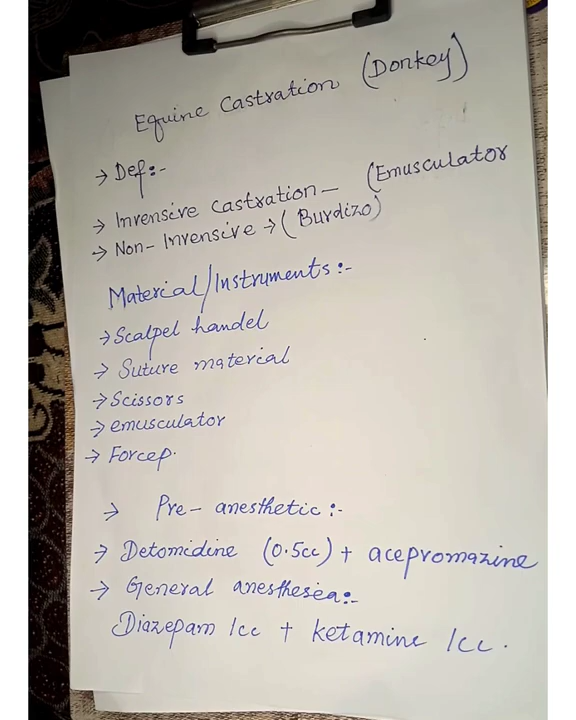 Equine Castration (Donkey)
→ Def:-
→ Invensive Castration - (Emusculator
→ Non-Invensive → (Burdizo)
Material/Instruments:-
→ Scalpel handel
→ Suture material
→ Scissors
→ emusculator
→ Forcep.
→ Pre-anesthetic:-
→ Detomidine (0.5cc) + acepromazine
→ General anesthesea:-
Diazepam 1cc + ketamine 1cc.